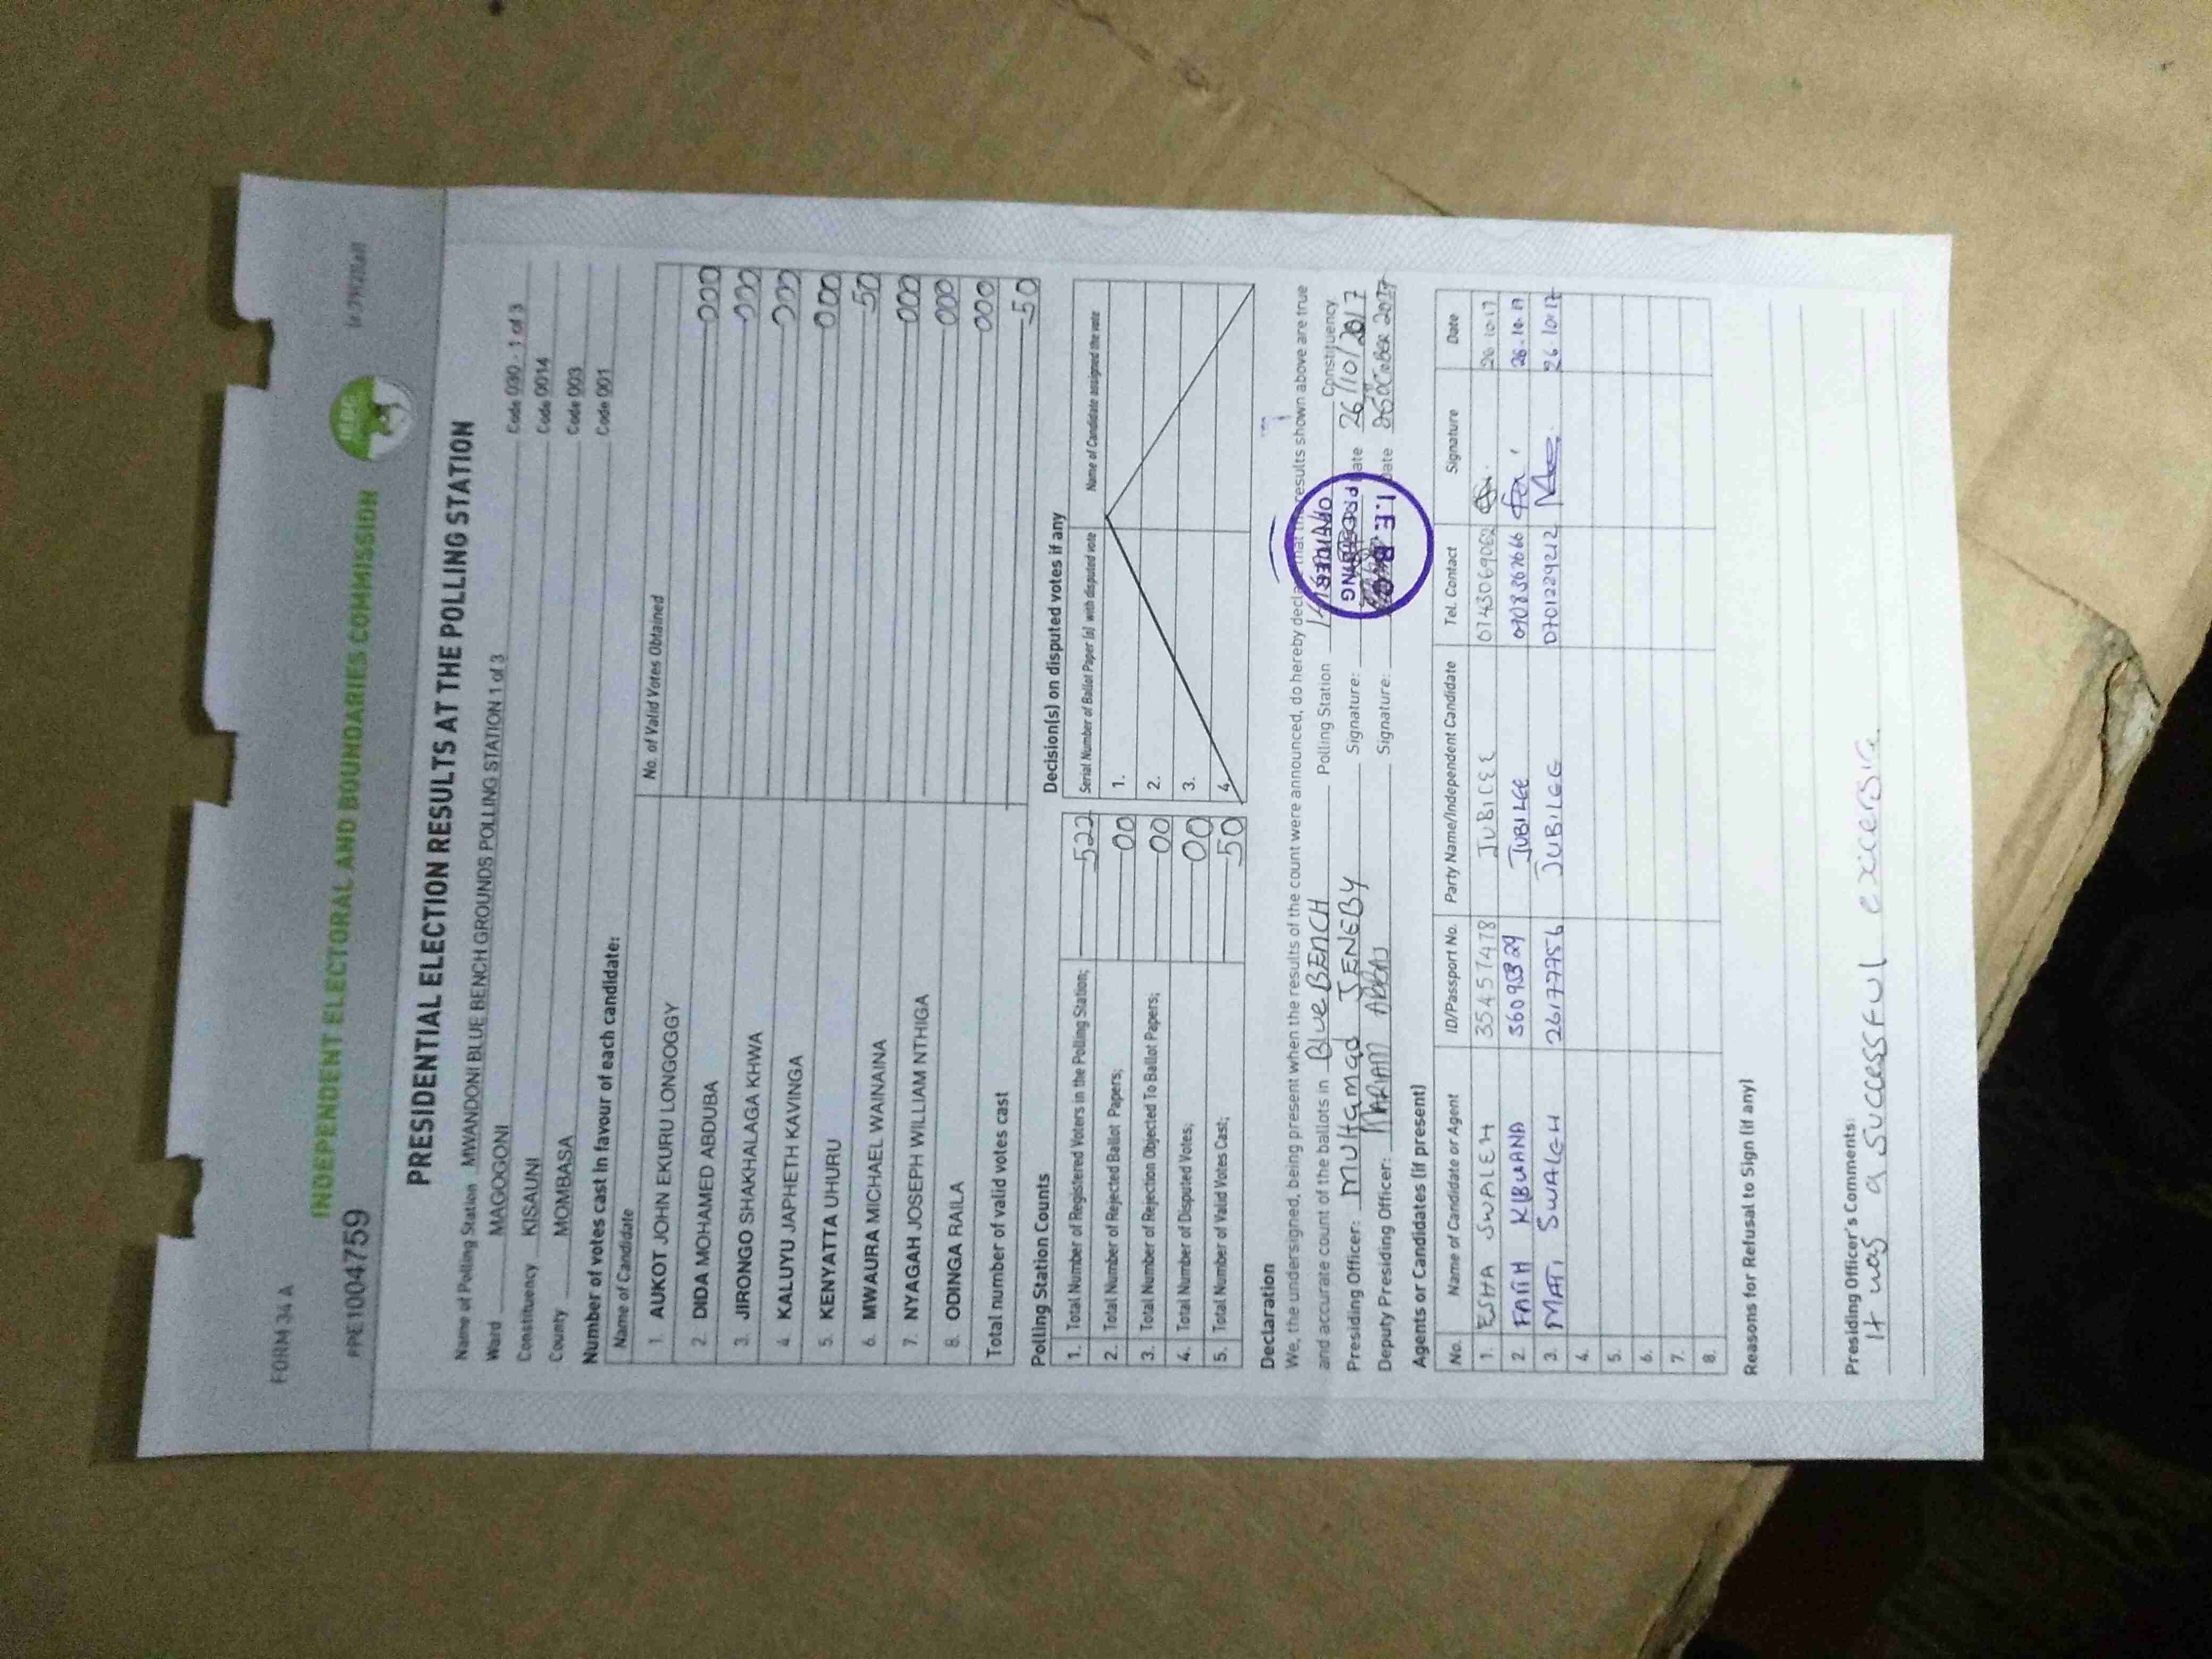 FORM 34 A
INDEPENDENT ELECTORAL AND BOUNDARIES COMMISSION
PPE1004759
PRESIDENTIAL ELECTION RESULTS AT THE POLLING STATION
Name of Polling Station MWANDONI BLUE BENCH GROUNDS POLLING STATION 1 of 3 Code 030 - 1 of 3
Ward MAGOGONI Code 0014
Constituency KISAUNI Code 003
County MOMBASA Code 001
Number of votes cast in favour of each candidate:
Name of Candidate No. of Valid Votes Obtained
1. AUKOT JOHN EKURU LONGOGGY 000
2. DIDA MOHAMED ABDUBA 000
3. JIRONGO SHAKHALAGA KHWA 000
4. KALUYU JAPHETH KAVINGA 000
5. KENYATTA UHURU 50
6. MWAURA MICHAEL WAINAINA 000
7. NYAGAH JOSEPH WILLIAM NTHIGA 000
8. ODINGA RAILA 000
Total number of valid votes cast 50
Polling Station Counts
1. Total Number of Registered Voters in the Polling Station; 522
2. Total Number of Rejected Ballot Papers; 00
3. Total Number of Rejection Objected To Ballot Papers; 00
4. Total Number of Disputed Votes; 00
5. Total Number of Valid Votes Cast; 50
Decision(s) on disputed votes if any
Serial Number of Ballot Paper (s) with disputed vote Name of Candidate assigned the vote
1.
2.
3.
4.
Declaration
We, the undersigned, being present when the results of the count were announced, do hereby declare that the results shown above are true
and accurate count of the ballots in Blue BENCH Polling Station KISAUNI Constituency
Presiding Officer: Multamad JENEBY Signature: Date 26/10/2017
Deputy Presiding Officer: MARIAM ABBAS Signature: Date 26 OCTOBER 2017
I.E.B.C PRESIDING OFFICER
Agents or Candidates (if present)
No. Name of Candidate or Agent ID/Passport No. Party Name/Independent Candidate Tel. Contact Signature Date
1. ESHA SWALEH 35457478 JUBILEE 0743069062 26.10.17
2. FAITH KIBWANA JUBILEE 26.10.17
3. MATI SWALEH 26177756 JUBILEE 0701229212 26.10.17
4.
5.
6.
7.
8.
Reasons for Refusal to Sign (if any)
Presiding Officer's Comments:
It was a successful excersice